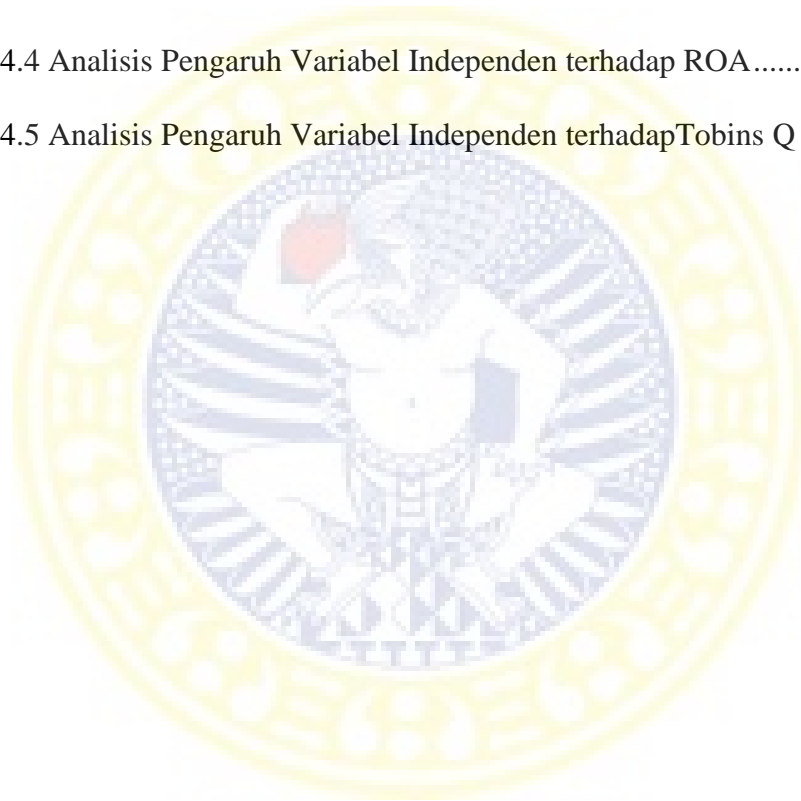 4.4 Analisis Pengaruh Variabel Independen terhadap ROA......
4.5 Analisis Pengaruh Variabel Independen terhadapTobins Q